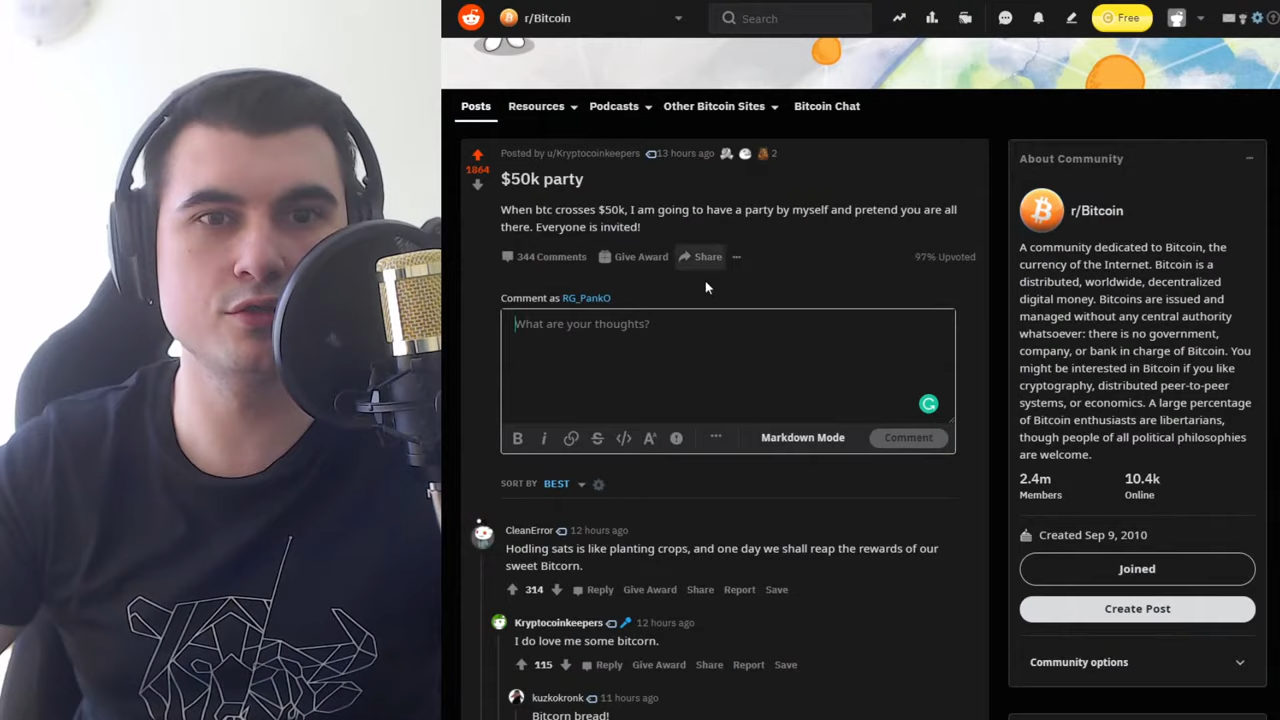 r/Bitcoin
Search
Free
Posts
Resources
Podcasts
Other Bitcoin Sites
Bitcoin Chat
1864
Posted by u/Kryptocoinkeepers
13 hours ago
2
$50k party
When btc crosses $50k, I am going to have a party by myself and pretend you are all
there. Everyone is invited!
344 Comments
Give Award
Share
97% Upvoted
Comment as RG_PankO
What are your thoughts?
Markdown Mode
Comment
SORT BY BEST
CleanError
12 hours ago
Hodling sats is like planting crops, and one day we shall reap the rewards of our
sweet Bitcorn.
314
Reply
Give Award
Share
Report
Save
Kryptocoinkeepers
12 hours ago
I do love me some bitcorn.
115
Reply
Give Award
Share
Report
Save
kuzkokronk
11 hours ago
Bitcorn bread!
About Community
r/Bitcoin
A community dedicated to Bitcoin, the
currency of the Internet. Bitcoin is a
distributed, worldwide, decentralized
digital money. Bitcoins are issued and
managed without any central authority
whatsoever: there is no government,
company, or bank in charge of Bitcoin. You
might be interested in Bitcoin if you like
cryptography, distributed peer-to-peer
systems, or economics. A large percentage
of Bitcoin enthusiasts are libertarians,
though people of all political philosophies
are welcome.
2.4m
10.4k
Members
Online
Created Sep 9, 2010
Joined
Create Post
Community options